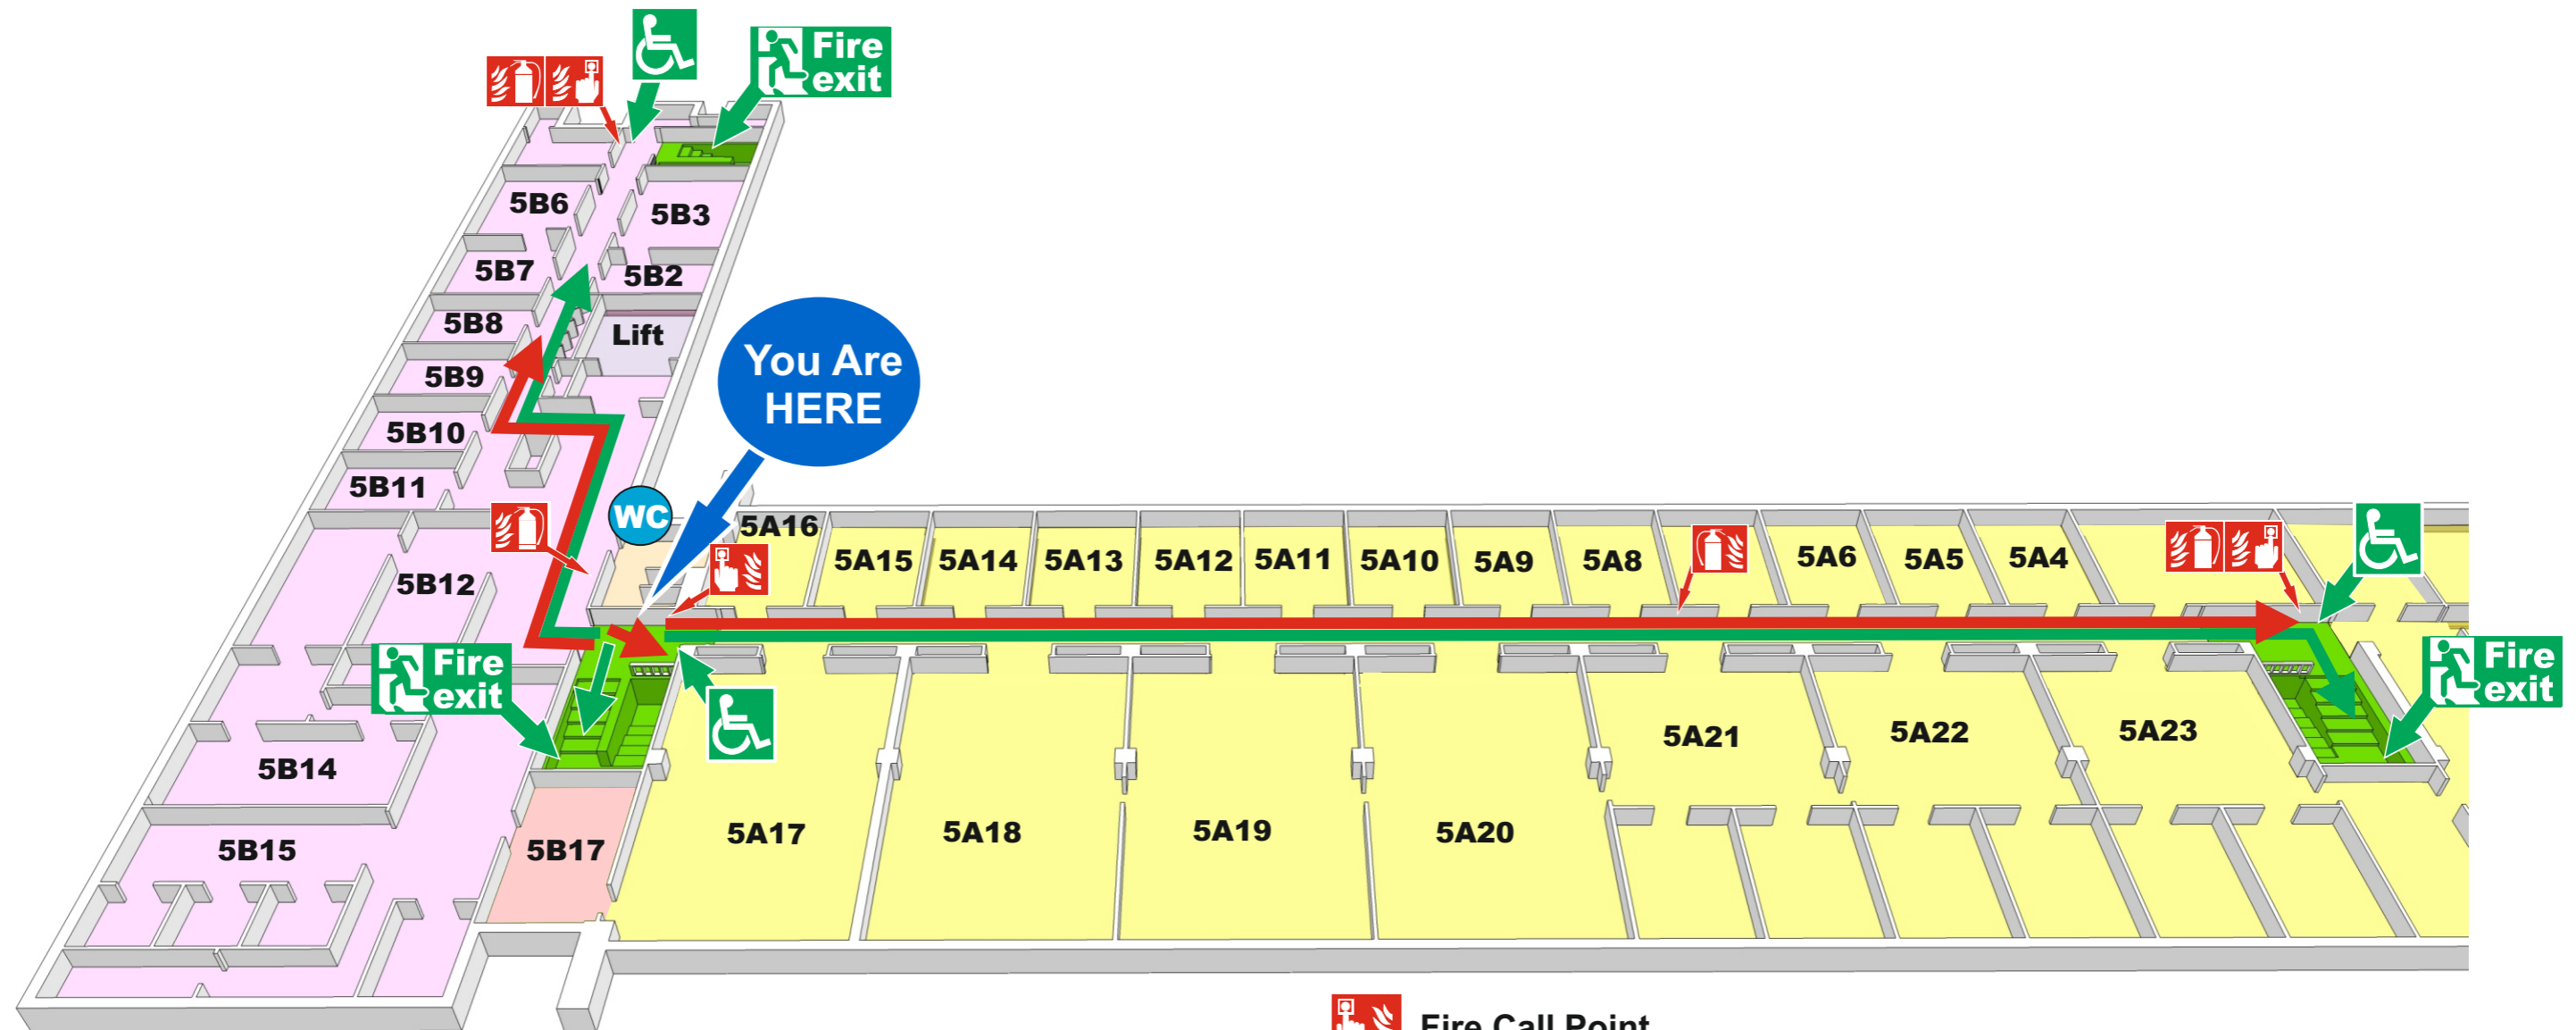 Fire
exit
5B6
5B3
5B7
5B2
5B8
Lift
5B9
You Are
HERE
5B10
5B11
WC
5A16
5A15
5A14
5A13
5A12
5A11
5A10
5A9
5A8
5A6
5A5
5A4
5B12
Fire
exit
Fire
exit
5A21
5A22
5A23
5B14
5B15
5B17
5A17
5A18
5A19
5A20
Fire Call Point